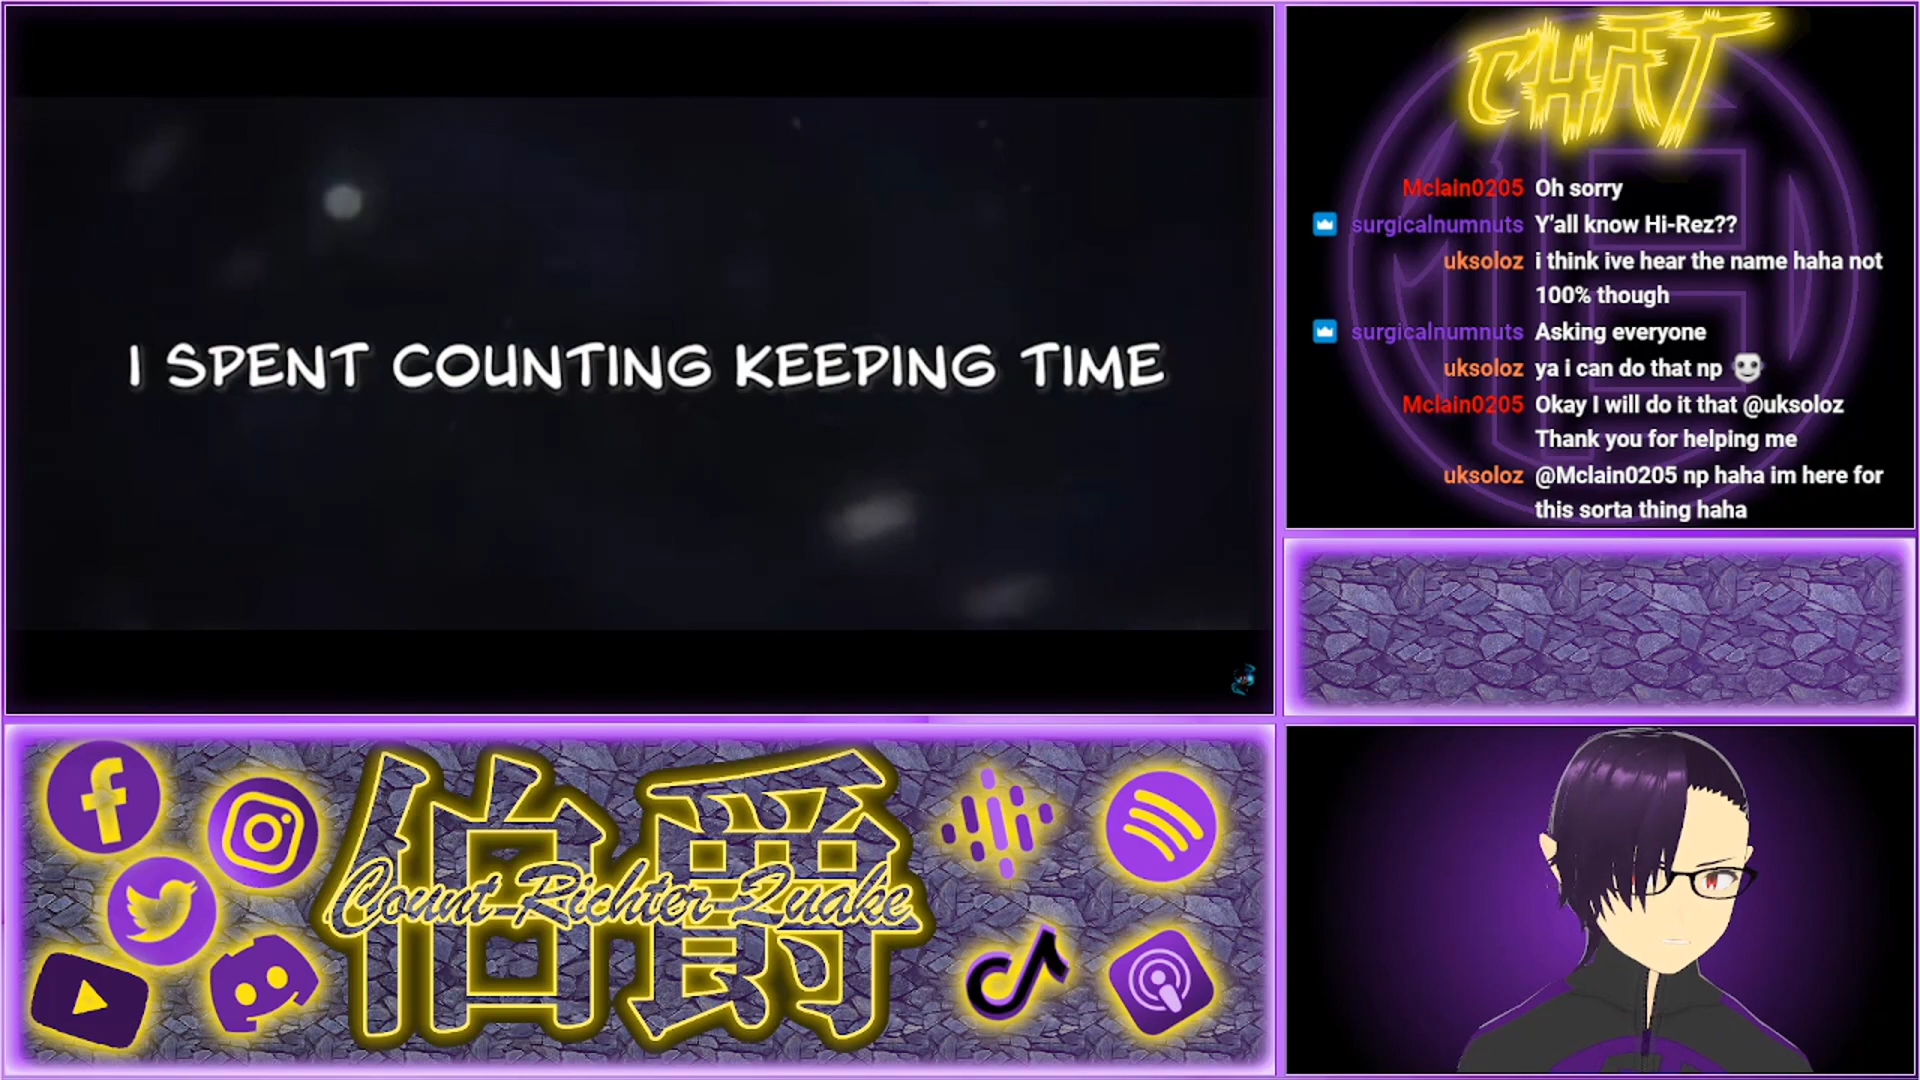 I SPENT COUNTING KEEPING TIME
CHAT
Mclain0205 Oh sorry
surgicalnumnuts Y'all know Hi-Rez??
uksoloz i think ive hear the name haha not
100% though
surgicalnumnuts Asking everyone
uksoloz ya i can do that np
Mclain0205 Okay I will do it that @uksoloz
Thank you for helping me
uksoloz @Mclain0205 np haha im here for
this sorta thing haha
伯爵
Count Richter Quake